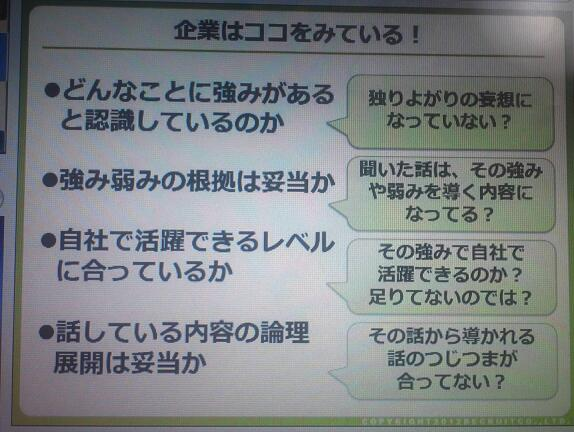 企業はココをみている！
●どんなことに強みがある
と認識しているのか
独りよがりの妄想に
なっていない？
●強み弱みの根拠は妥当か
聞いた話は、その強み
や弱みを導く内容に
なってる？
●自社で活躍できるレベル
に合っているか
その強みで自社で
活躍できるのか？
足りてないのでは？
●話している内容の論理
展開は妥当か
その話から導かれる
話のつじつまが
合ってない？
COPYRIGHT2012RECRUITCO.,LTD.